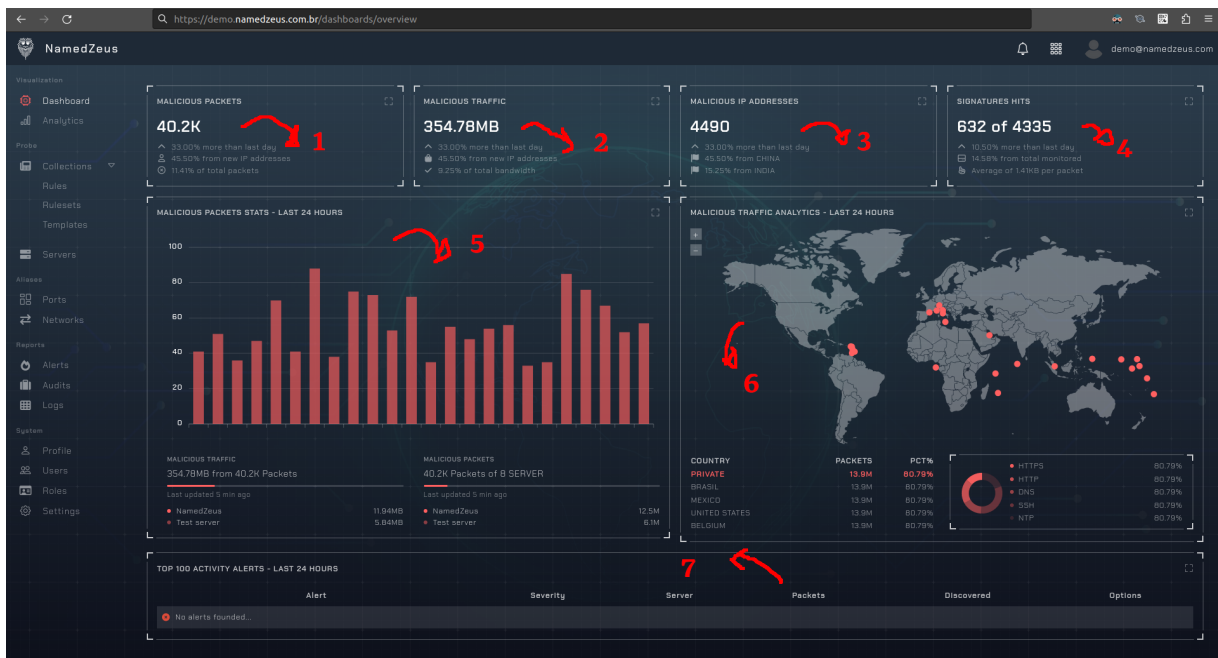 https://demo.namedzeus.com.br/dashboards/overview
NamedZeus
demo@namedzeus.com
Visualization
Dashboard
Analytics
Probe
Collections
Rules
Rulesets
Templates
Servers
Aliases
Ports
Networks
Reports
Alerts
Audits
Logs
System
Profile
Users
Roles
Settings
MALICIOUS PACKETS
40.2K
1
33.00% more than last day
45.50% from new IP addresses
11.41% of total packets
MALICIOUS TRAFFIC
354.78MB
2
33.00% more than last day
45.50% from new IP addresses
9.25% of total bandwidth
MALICIOUS IP ADDRESSES
4490
3
33.00% more than last day
45.50% from CHINA
15.25% from INDIA
SIGNATURES HITS
632 of 4335
4
10.50% more than last day
14.58% from total monitored
Average of 1.41KB per packet
MALICIOUS PACKETS STATS - LAST 24 HOURS
5
100
80
60
40
20
0
MALICIOUS TRAFFIC
354.78MB from 40.2K Packets
Last updated 5 min ago
NamedZeus 11.94MB
Test server 5.84MB
MALICIOUS PACKETS
40.2K Packets of 8 SERVER
Last updated 5 min ago
NamedZeus 12.5M
Test server 6.1M
MALICIOUS TRAFFIC ANALYTICS - LAST 24 HOURS
+
-
6
COUNTRY PACKETS PCT%
PRIVATE 13.9M 80.79%
BRASIL 13.9M 80.79%
MEXICO 13.9M 80.79%
UNITED STATES 13.9M 80.79%
BELGIUM 13.9M 80.79%
HTTPS 80.79%
HTTP 80.79%
DNS 80.79%
SSH 80.79%
NTP 80.79%
7
TOP 100 ACTIVITY ALERTS - LAST 24 HOURS
Alert Severity Server Packets Discovered Options
No alerts founded...